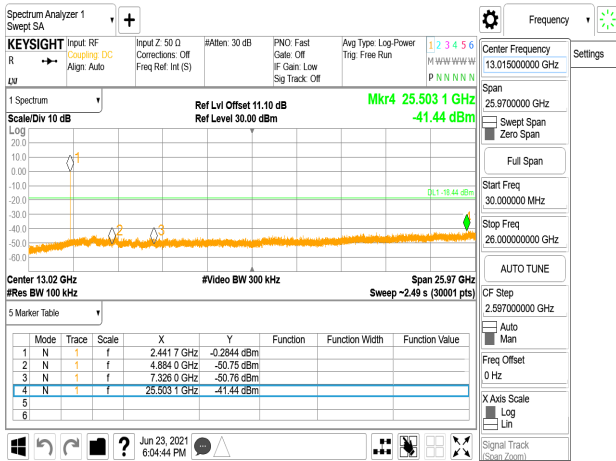 Spectrum Analyzer 1
Swept SA
Frequency
Settings
KEYSIGHT
R
Input: RF
Coupling: DC
Align: Auto
Input Z: 50 Ω
Corrections: Off
Freq Ref: Int (S)
#Atten: 30 dB
PNO: Fast
Gate: Off
IF Gain: Low
Sig Track: Off
Avg Type: Log-Power
Trig: Free Run
1 2 3 4 5 6
M W W W W W
P N N N N N
1 Spectrum
Scale/Div 10 dB
Ref Lvl Offset 11.10 dB
Ref Level 30.00 dBm
Mkr4 25.503 1 GHz
-41.44 dBm
Log
20.0
10.0
0.00
-10.0
-20.0
-30.0
-40.0
-50.0
-60.0
1
2
3
DL1 -18.44 dBm
Center 13.02 GHz
#Res BW 100 kHz
#Video BW 300 kHz
Span 25.97 GHz
Sweep ~2.49 s (30001 pts)
5 Marker Table
Mode Trace Scale X Y Function Function Width Function Value
1 N 1 f 2.441 7 GHz -0.2844 dBm
2 N 1 f 4.884 0 GHz -50.75 dBm
3 N 1 f 7.326 0 GHz -50.76 dBm
4 N 1 f 25.503 1 GHz -41.44 dBm
5
6
Jun 23, 2021
6:04:44 PM
?
Center Frequency
13.015000000 GHz
Span
25.9700000 GHz
Swept Span
Zero Span
Full Span
Start Freq
30.000000 MHz
Stop Freq
26.000000000 GHz
AUTO TUNE
CF Step
2.597000000 GHz
Auto
Man
Freq Offset
0 Hz
X Axis Scale
Log
Lin
Signal Track
(Span Zoom)